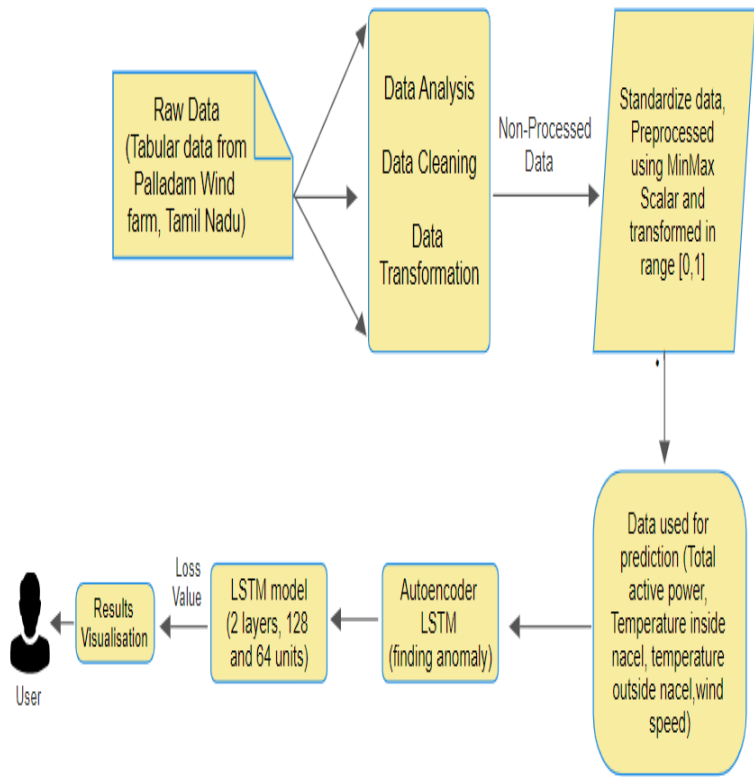 Raw Data
(Tabular data from
Palladam Wind
farm, Tamil Nadu)
Data Analysis
Data Cleaning
Data
Transformation
Non-Processed
Data
Standardize data,
Preprocessed
using MinMax
Scalar and
transformed in
range [0,1]
Data used for
prediction (Total
active power,
Temperature inside
nacel, temperature
outside nacel,wind
speed)
Autoencoder
LSTM
(finding anomaly)
LSTM model
(2 layers, 128
and 64 units)
Loss
Value
Results
Visualisation
User